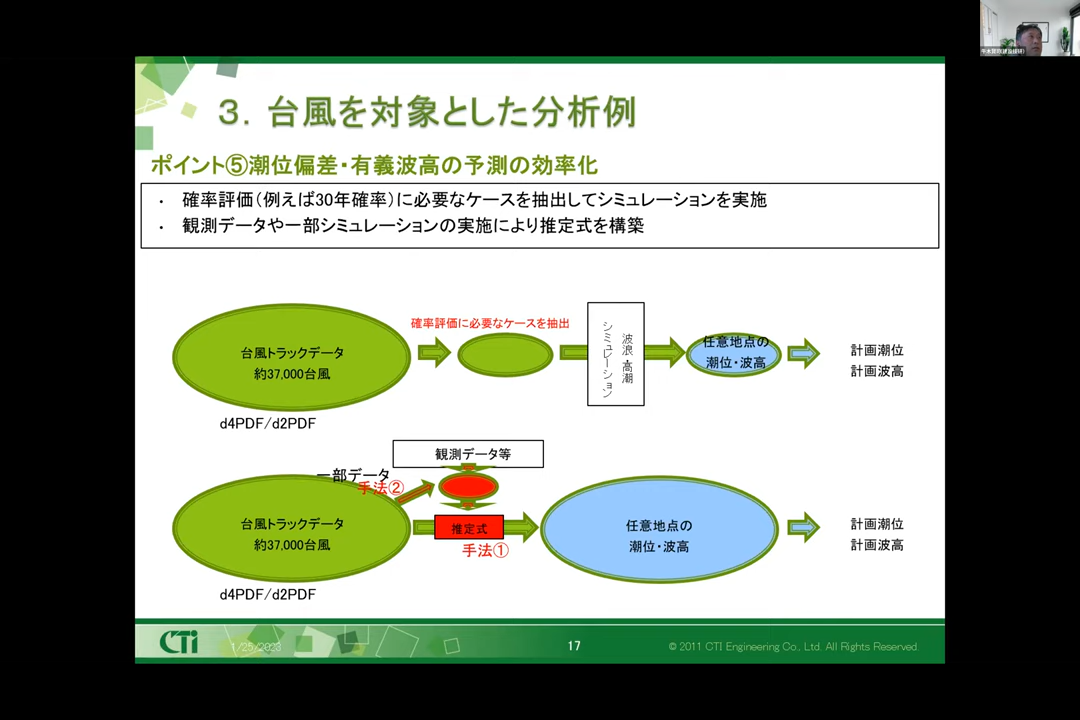 3．台風を対象とした分析例
ポイント⑤潮位偏差・有義波高の予測の効率化
・ 確率評価（例えば30年確率）に必要なケースを抽出してシミュレーションを実施
・ 観測データや一部シミュレーションの実施により推定式を構築
確率評価に必要なケースを抽出
台風トラックデータ
約37,000台風
波浪・高潮
シミュレーション
任意地点の
潮位・波高
計画潮位
計画波高
d4PDF/d2PDF
観測データ等
一部データ
手法②
台風トラックデータ
約37,000台風
推定式
手法①
任意地点の
潮位・波高
計画潮位
計画波高
d4PDF/d2PDF
CTi
1/25/2023
17
© 2011 CTI Engineering Co., Ltd. All Rights Reserved